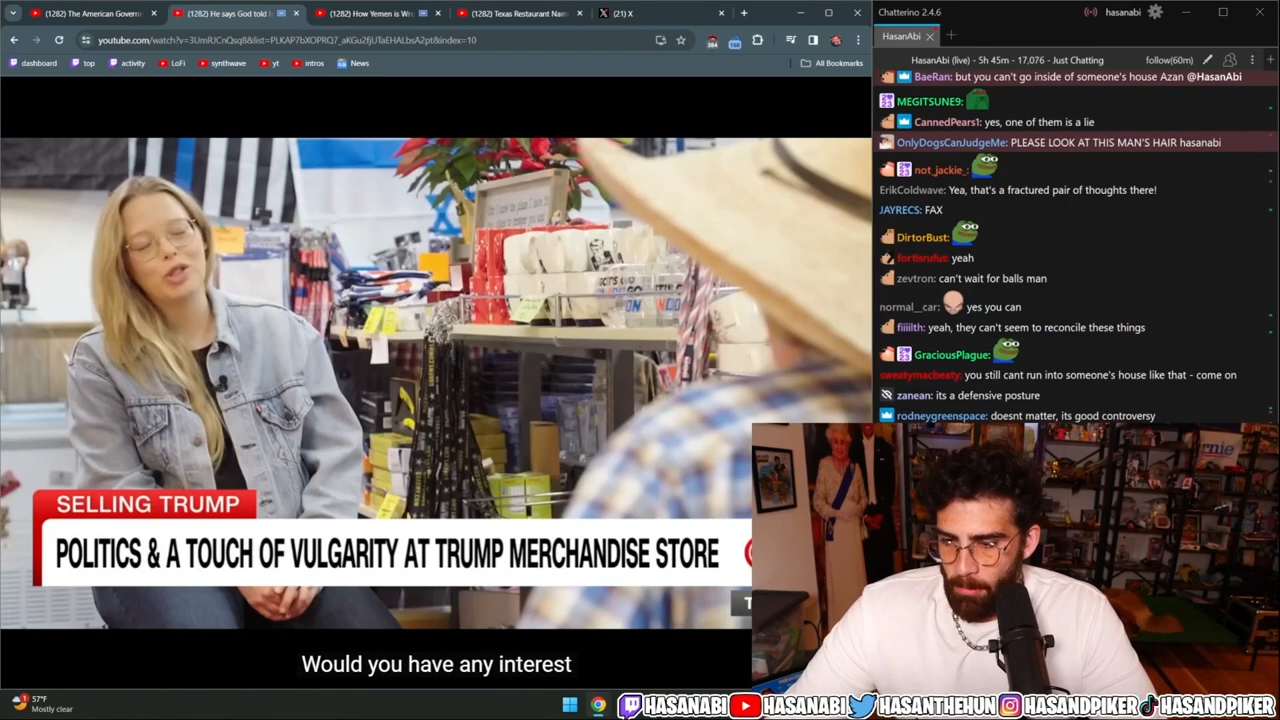 (1282) The American Governm
(1282) He says God told h
(1282) How Yemen is Wre
(1282) Texas Restaurant Nam
(21) X
youtube.com/watch?v=3UmRJCnQsq8&list=PLKAP7bXOPRQ7_aKGu2fjUTaEHALbsA2pt&index=10
384
160
dashboard
top
activity
LoFi
synthwave
yt
intros
News
All Bookmarks
Chatterino 2.4.6
hasanabi
HasanAbi
HasanAbi (live) - 5h 45m - 17,076 - Just Chatting
follow(60m)
BaeRan: but you can't go inside of someone's house Azan @HasanAbi
MEGITSUNE9:
CannedPears1: yes, one of them is a lie
OnlyDogsCanJudgeMe: PLEASE LOOK AT THIS MAN'S HAIR hasanabi
not_jackie_:
ErikColdwave: Yea, that's a fractured pair of thoughts there!
JAYRECS: FAX
DirtorBust:
fortisrufus: yeah
zevtron: can't wait for balls man
normal__car: yes you can
fiiiilth: yeah, they can't seem to reconcile these things
GraciousPlague:
sweatymacbeaty: you still cant run into someone's house like that - come on
zanean: its a defensive posture
rodneygreenspace: doesnt matter, its good controversy
SELLING TRUMP
POLITICS & A TOUCH OF VULGARITY AT TRUMP MERCHANDISE STORE
Would you have any interest
57°F
Mostly clear
HASANABI
HASANABI
HASANTHEHUN
HASANDPIKER
HASANDPIKER